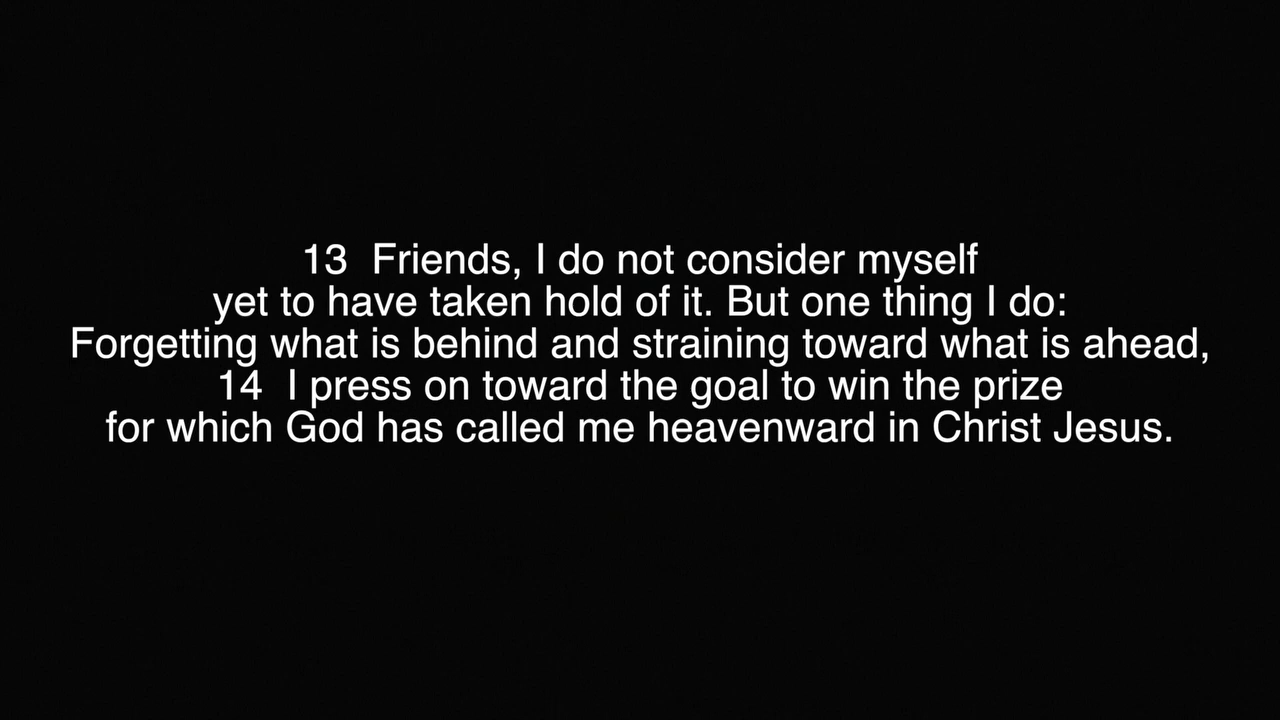 13  Friends, I do not consider myself
yet to have taken hold of it. But one thing I do:
Forgetting what is behind and straining toward what is ahead,
14  I press on toward the goal to win the prize
for which God has called me heavenward in Christ Jesus.